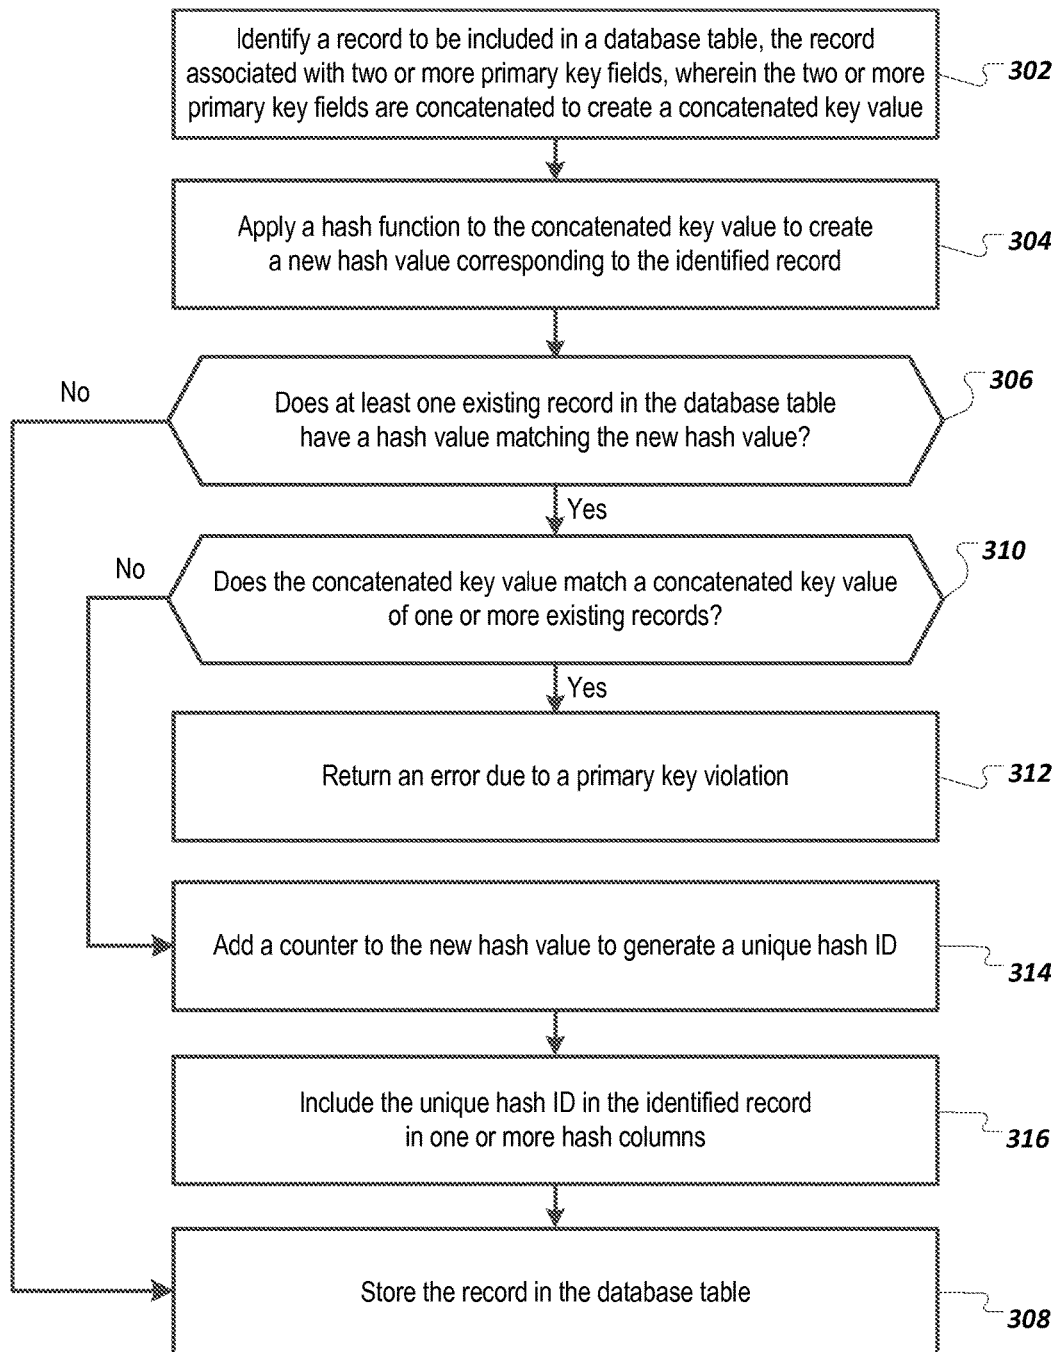 Identify a record to be included in a database table, the record
associated with two or more primary key fields, wherein the two or more
primary key fields are concatenated to create a concatenated key value
302
Apply a hash function to the concatenated key value to create
a new hash value corresponding to the identified record
304
No
Does at least one existing record in the database table
have a hash value matching the new hash value?
306
Yes
No
Does the concatenated key value match a concatenated key value
of one or more existing records?
310
Yes
Return an error due to a primary key violation
312
Add a counter to the new hash value to generate a unique hash ID
314
Include the unique hash ID in the identified record
in one or more hash columns
316
Store the record in the database table
308